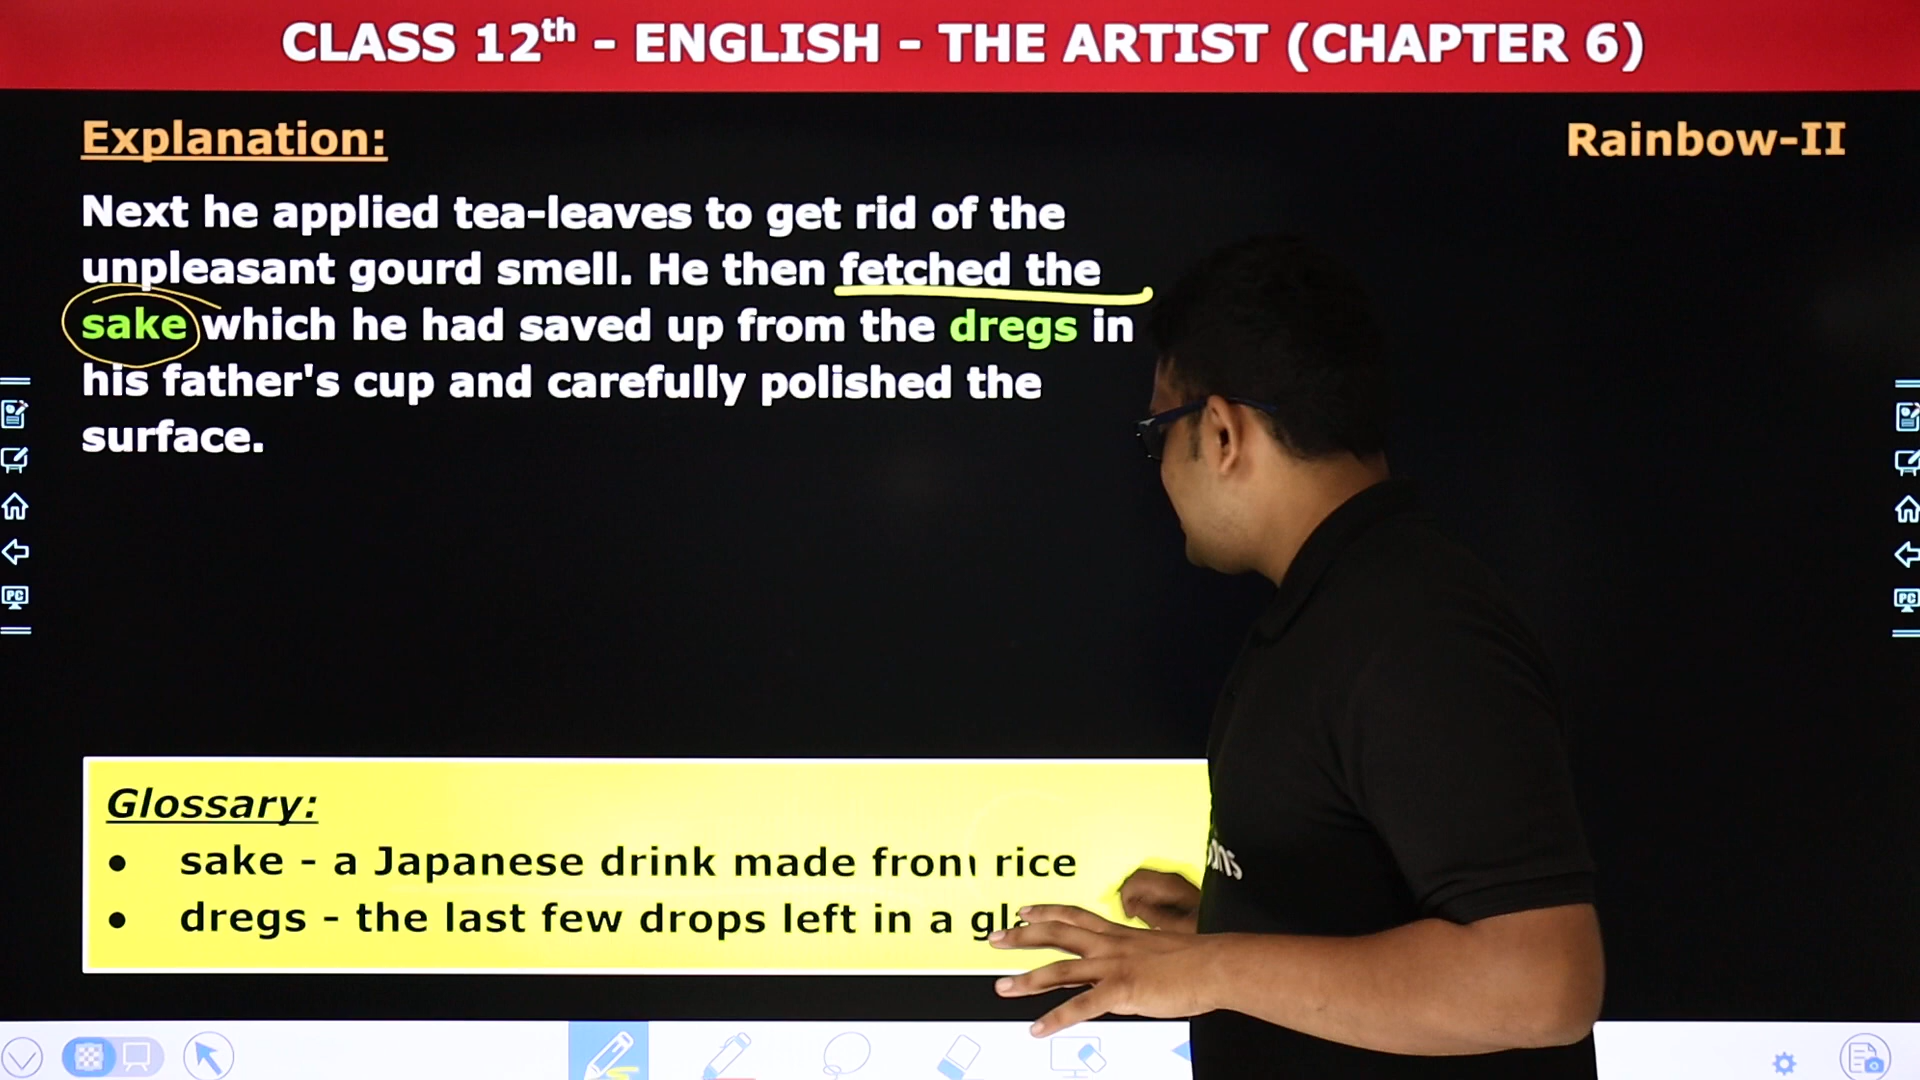 CLASS 12th - ENGLISH - THE ARTIST (CHAPTER 6)
Explanation:
Rainbow-II
Next he applied tea-leaves to get rid of the
unpleasant gourd smell. He then fetched the
sake which he had saved up from the dregs in
his father's cup and carefully polished the
surface.
Glossary:
● sake - a Japanese drink made from rice
● dregs - the last few drops left in a
PC
PC